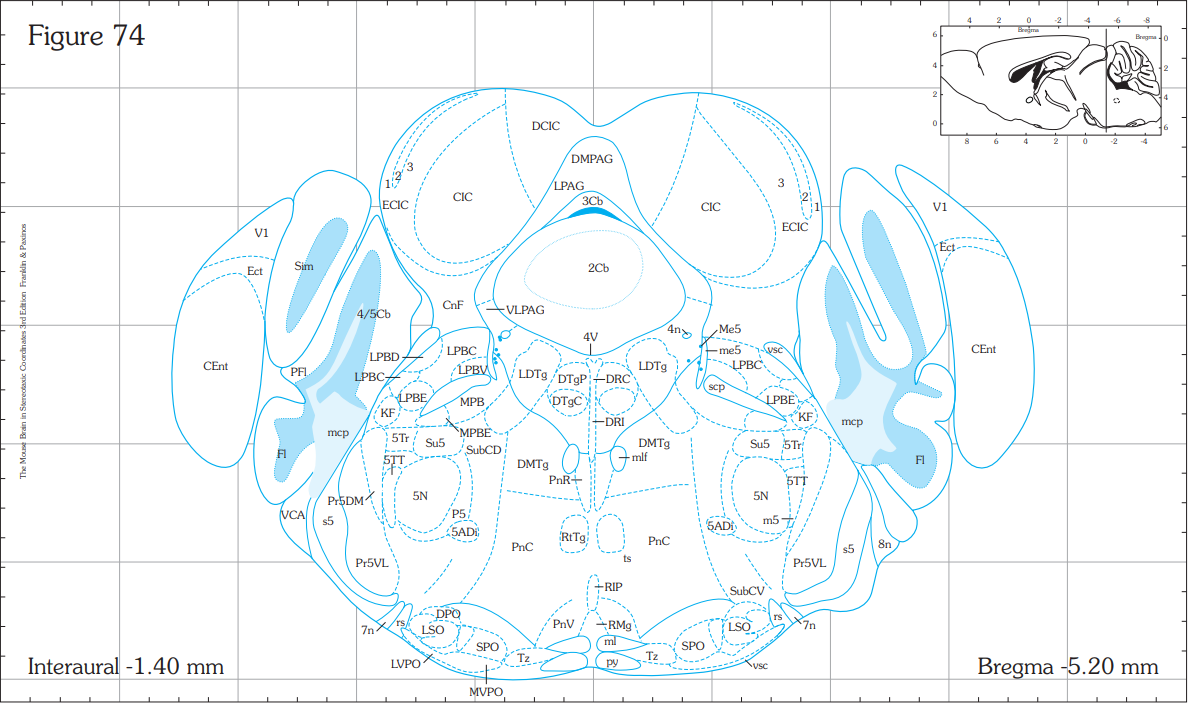 Figure 74
4 2 0 -2 -4 -6 -8
Bregma
Bregma
6
4
2
0
0
2
4
6
8 6 4 2 0 -2 -4
The Mouse Brain in Stereotaxic Coordinates 3rd Edition Franklin & Paxinos
DCIC
DMPAG
3 3
2 2
1 1
LPAG
CIC 3Cb CIC
ECIC ECIC
V1 V1
Ect Ect
Sim 2Cb
CnF VLPAG
4/5Cb
4V 4n Me5
LPBD LPBC me5 vsc
CEnt CEnt
PFl LPBC LPBV LDTg LDTg LPBC
DTgP DRC scp
KF LPBE MPB DTgC LPBE KF
mcp MPBE DRI mcp
5Tr Su5 SubCD DMTg Su5 5Tr
Fl 5TT DMTg mlf 5TT Fl
PnR
Pr5DM 5N 5N
VCA s5 P5 m5
5ADi 5ADi
PnC RtTg PnC s5 8n
ts
Pr5VL Pr5VL
RIP SubCV
DPO
7n rs LSO PnV RMg LSO rs 7n
SPO ml SPO
LVPO Tz py Tz vsc
MVPO
Interaural -1.40 mm
Bregma -5.20 mm